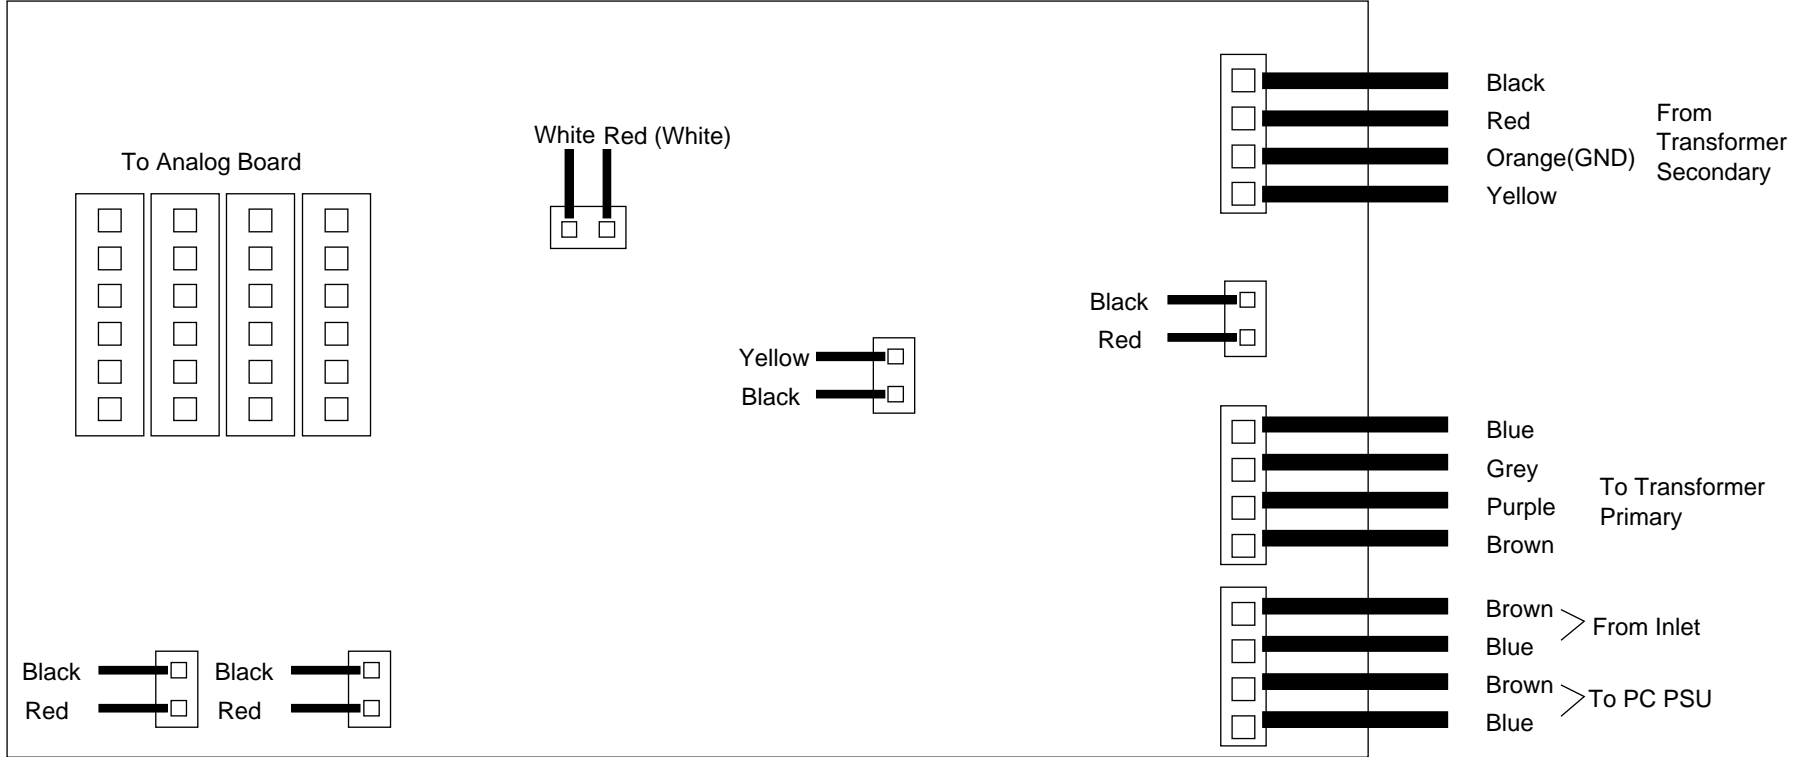 To Analog Board
White Red (White)
Black
Red
Orange(GND)
Yellow
From
Transformer
Secondary
Black
Red
Yellow
Black
Blue
Grey
Purple
Brown
To Transformer
Primary
Brown
Blue
From Inlet
Brown
Blue
To PC PSU
Black
Red
Black
Red